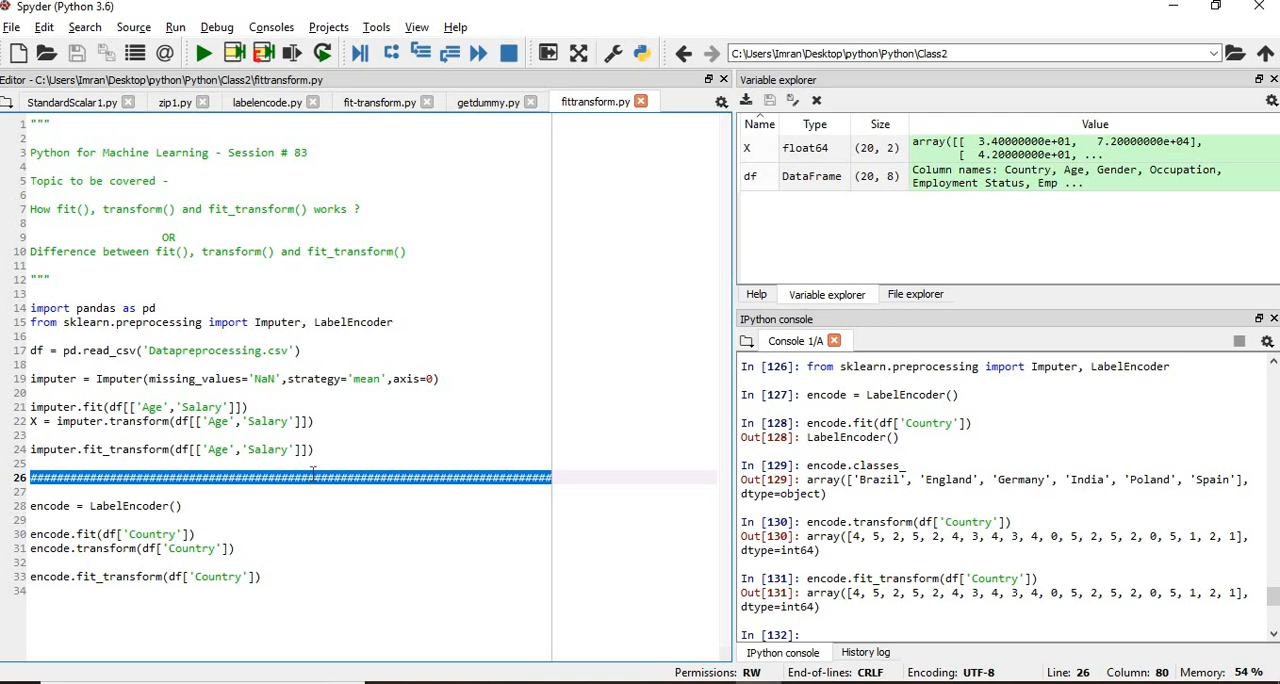 Spyder (Python 3.6)
File Edit Search Source Run Debug Consoles Projects Tools View Help
C:\Users\Imran\Desktop\python\Python\Class2
Editor - C:\Users\Imran\Desktop\python\Python\Class2\fittransform.py
StandardScalar1.py zip1.py labelencode.py fit-transform.py getdummy.py fittransform.py
1 """
2
3 Python for Machine Learning - Session # 83
4
5 Topic to be covered -
6
7 How fit(), transform() and fit_transform() works ?
8
9 OR
10 Difference between fit(), transform() and fit_transform()
11
12 """
13
14 import pandas as pd
15 from sklearn.preprocessing import Imputer, LabelEncoder
16
17 df = pd.read_csv('Datapreprocessing.csv')
18
19 imputer = Imputer(missing_values='NaN',strategy='mean',axis=0)
20
21 imputer.fit(df[['Age','Salary']])
22 X = imputer.transform(df[['Age','Salary']])
23
24 imputer.fit_transform(df[['Age','Salary']])
25
26 ###############################################################################
27
28 encode = LabelEncoder()
29
30 encode.fit(df['Country'])
31 encode.transform(df['Country'])
32
33 encode.fit_transform(df['Country'])
34
Variable explorer
Name Type Size Value
X float64 (20, 2) array([[ 3.40000000e+01, 7.20000000e+04],
[ 4.20000000e+01, ...
df DataFrame (20, 8) Column names: Country, Age, Gender, Occupation,
Employment Status, Emp ...
Help Variable explorer File explorer
IPython console
Console 1/A
In [126]: from sklearn.preprocessing import Imputer, LabelEncoder
In [127]: encode = LabelEncoder()
In [128]: encode.fit(df['Country'])
Out[128]: LabelEncoder()
In [129]: encode.classes_
Out[129]: array(['Brazil', 'England', 'Germany', 'India', 'Poland', 'Spain'],
dtype=object)
In [130]: encode.transform(df['Country'])
Out[130]: array([4, 5, 2, 5, 2, 4, 3, 4, 3, 4, 0, 5, 2, 5, 2, 0, 5, 1, 2, 1],
dtype=int64)
In [131]: encode.fit_transform(df['Country'])
Out[131]: array([4, 5, 2, 5, 2, 4, 3, 4, 3, 4, 0, 5, 2, 5, 2, 0, 5, 1, 2, 1],
dtype=int64)
In [132]:
IPython console History log
Permissions: RW End-of-lines: CRLF Encoding: UTF-8 Line: 26 Column: 80 Memory: 54 %